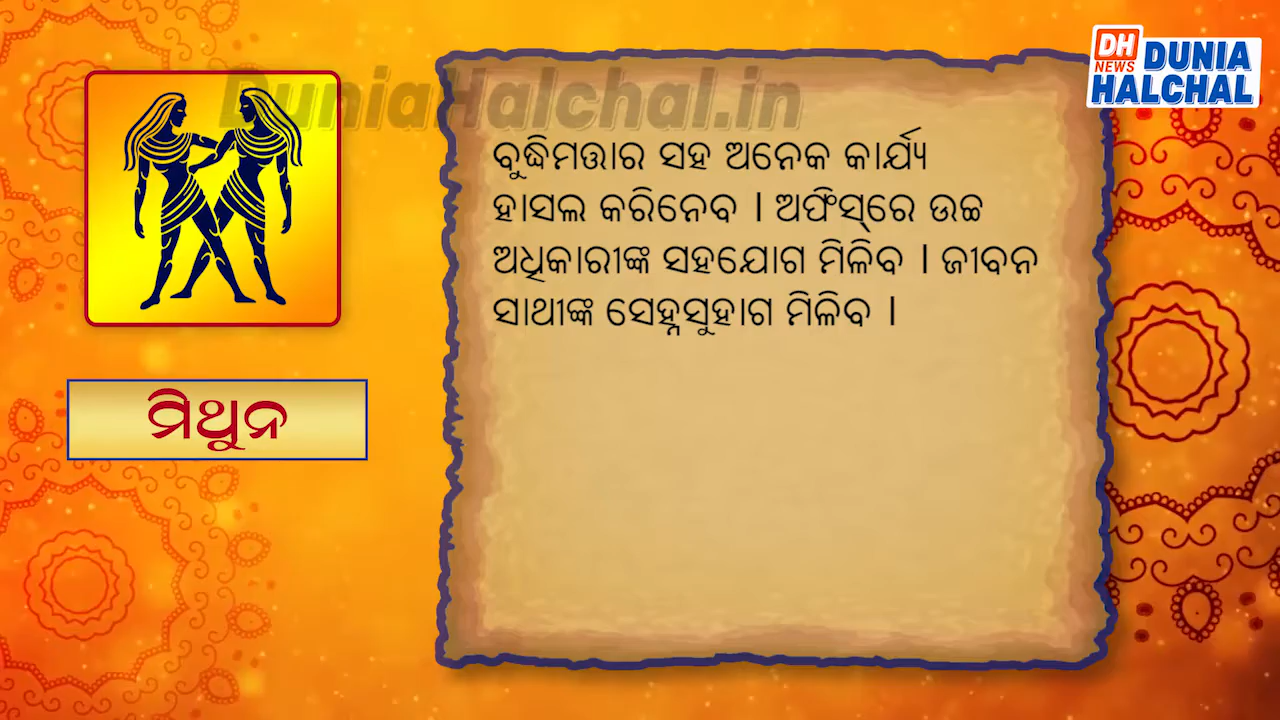 DH
NEWS
DUNIA
HALCHAL
DuniaHalchal.in
ବୁଦ୍ଧିମତ୍ତାର ସହ ଅନେକ କାର୍ଯ୍ୟ
ହାସଲ କରିନେବ । ଅଫିସ୍‌ରେ ଉଚ୍ଚ
ଅଧିକାରୀଙ୍କ ସହଯୋଗ ମିଳିବ । ଜୀବନ
ସାଥୀଙ୍କ ସେହ୍ନସୁହାଗ ମିଳିବ ।
ମିଥୁନ